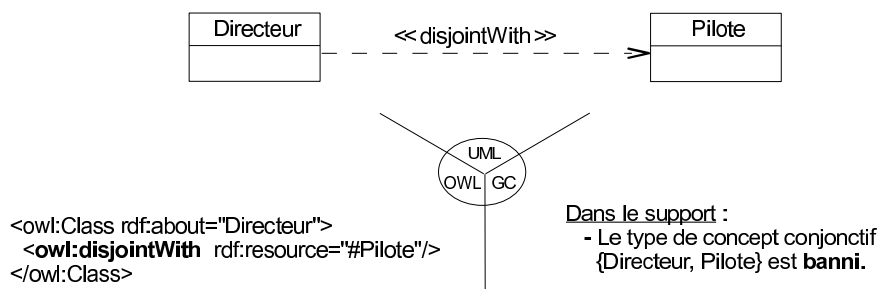 Directeur
<<disjointWith>>
Pilote
UML
OWL
GC
<owl:Class rdf:about="Directeur">
<owl:disjointWith rdf:resource="#Pilote"/>
</owl:Class>
Dans le support :
- Le type de concept conjonctif
{Directeur, Pilote} est banni.